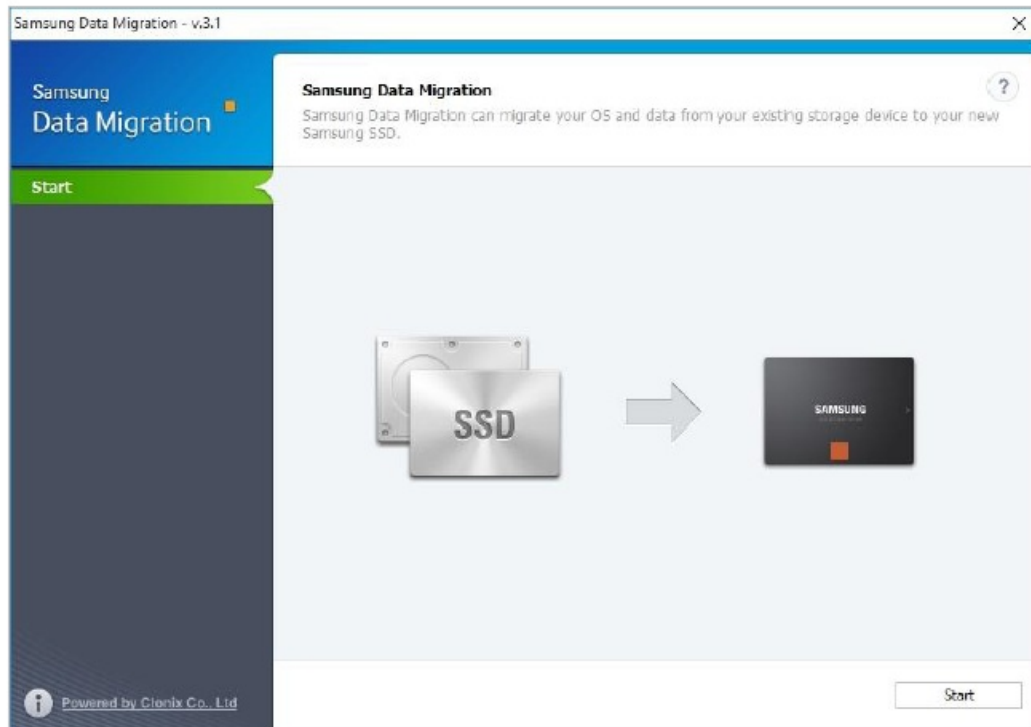 Samsung Data Migration - v.3.1
Samsung
Data Migration
Samsung Data Migration
?
Samsung Data Migration can migrate your OS and data from your existing storage device to your new
Samsung SSD.
Start
SSD
SAMSUNG
Powered by Clonix Co., Ltd
Start